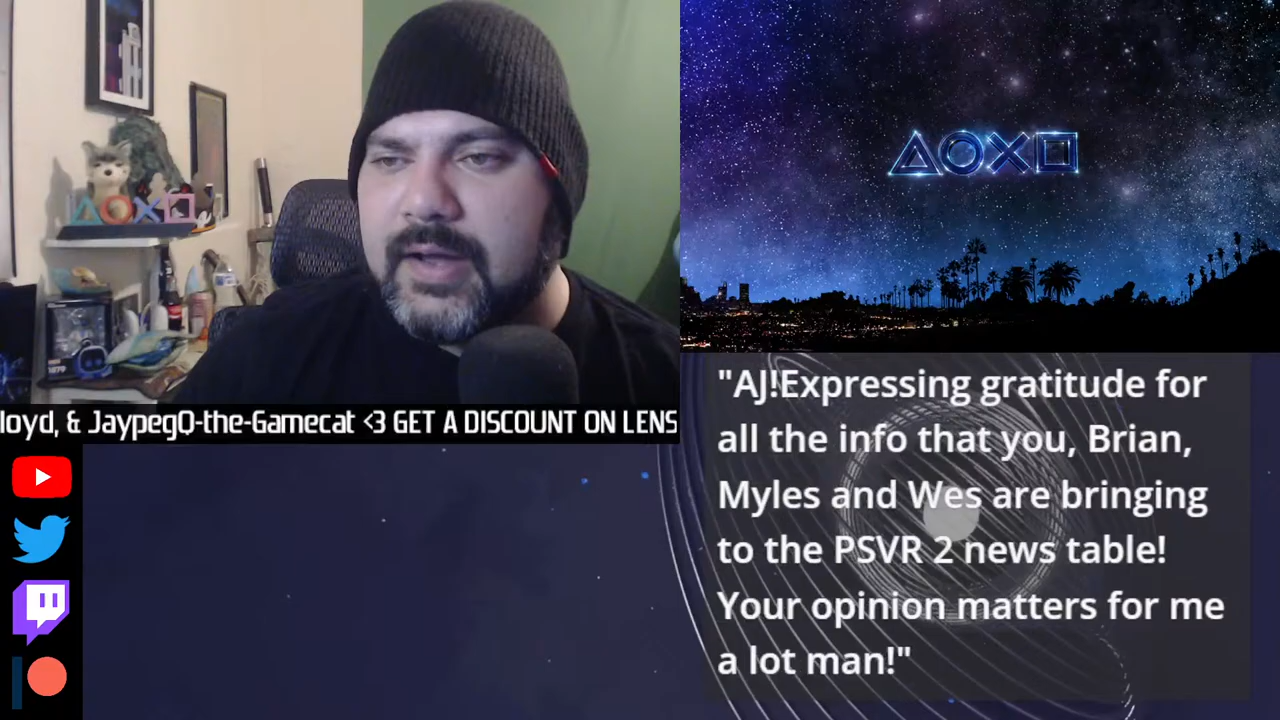 loyd, & JaypegQ-the-Gamecat <3 GET A DISCOUNT ON LENS
"AJ!Expressing gratitude for
all the info that you, Brian,
Myles and Wes are bringing
to the PSVR 2 news table!
Your opinion matters for me
a lot man!"